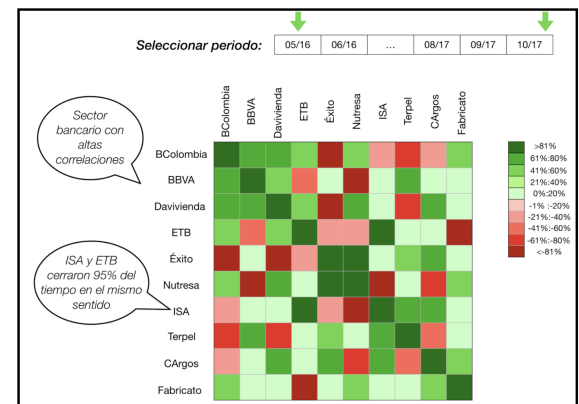 Seleccionar periodo:
05/16 06/16 ... 08/17 09/17 10/17
Sector
bancario con
altas
correlaciones
ISA y ETB
cerraron 95% del
tiempo en el mismo
sentido
BColombia BBVA Davivienda ETB Éxito Nutresa ISA Terpel CArgos Fabricato
BColombia
BBVA
Davivienda
ETB
Éxito
Nutresa
ISA
Terpel
CArgos
Fabricato
>81%
61%:80%
41%:60%
21%:40%
0%:20%
-1% :-20%
-21%:-40%
-41%:-60%
-61%:-80%
<-81%